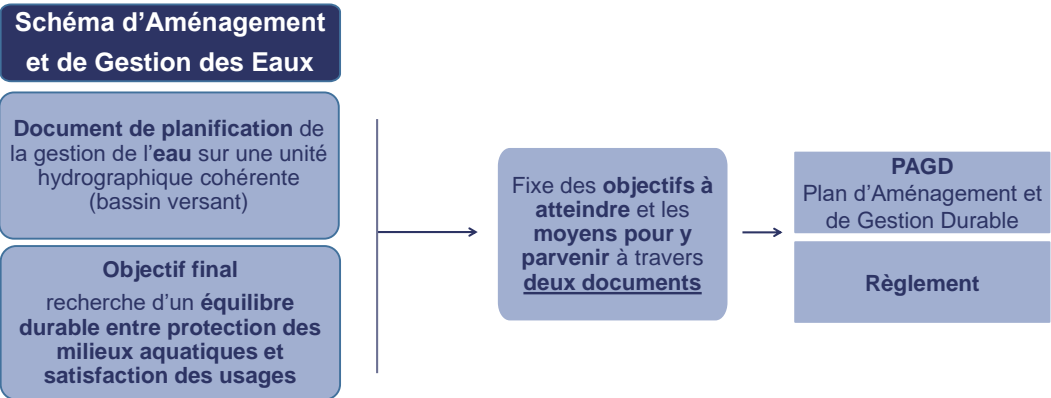 Schéma d’Aménagement
et de Gestion des Eaux
Document de planification de
la gestion de l’eau sur une unité
hydrographique cohérente
(bassin versant)
Objectif final
recherche d’un équilibre
durable entre protection des
milieux aquatiques et
satisfaction des usages
Fixe des objectifs à
atteindre et les
moyens pour y
parvenir à travers
deux documents
PAGD
Plan d’Aménagement et
de Gestion Durable
Règlement